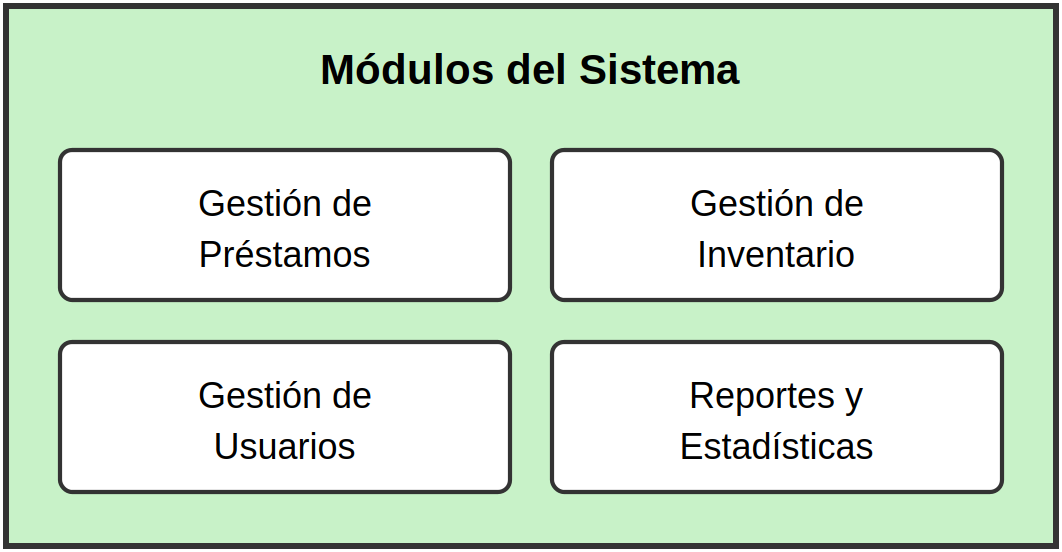 Módulos del Sistema
Gestión de
Préstamos
Gestión de
Inventario
Gestión de
Usuarios
Reportes y
Estadísticas